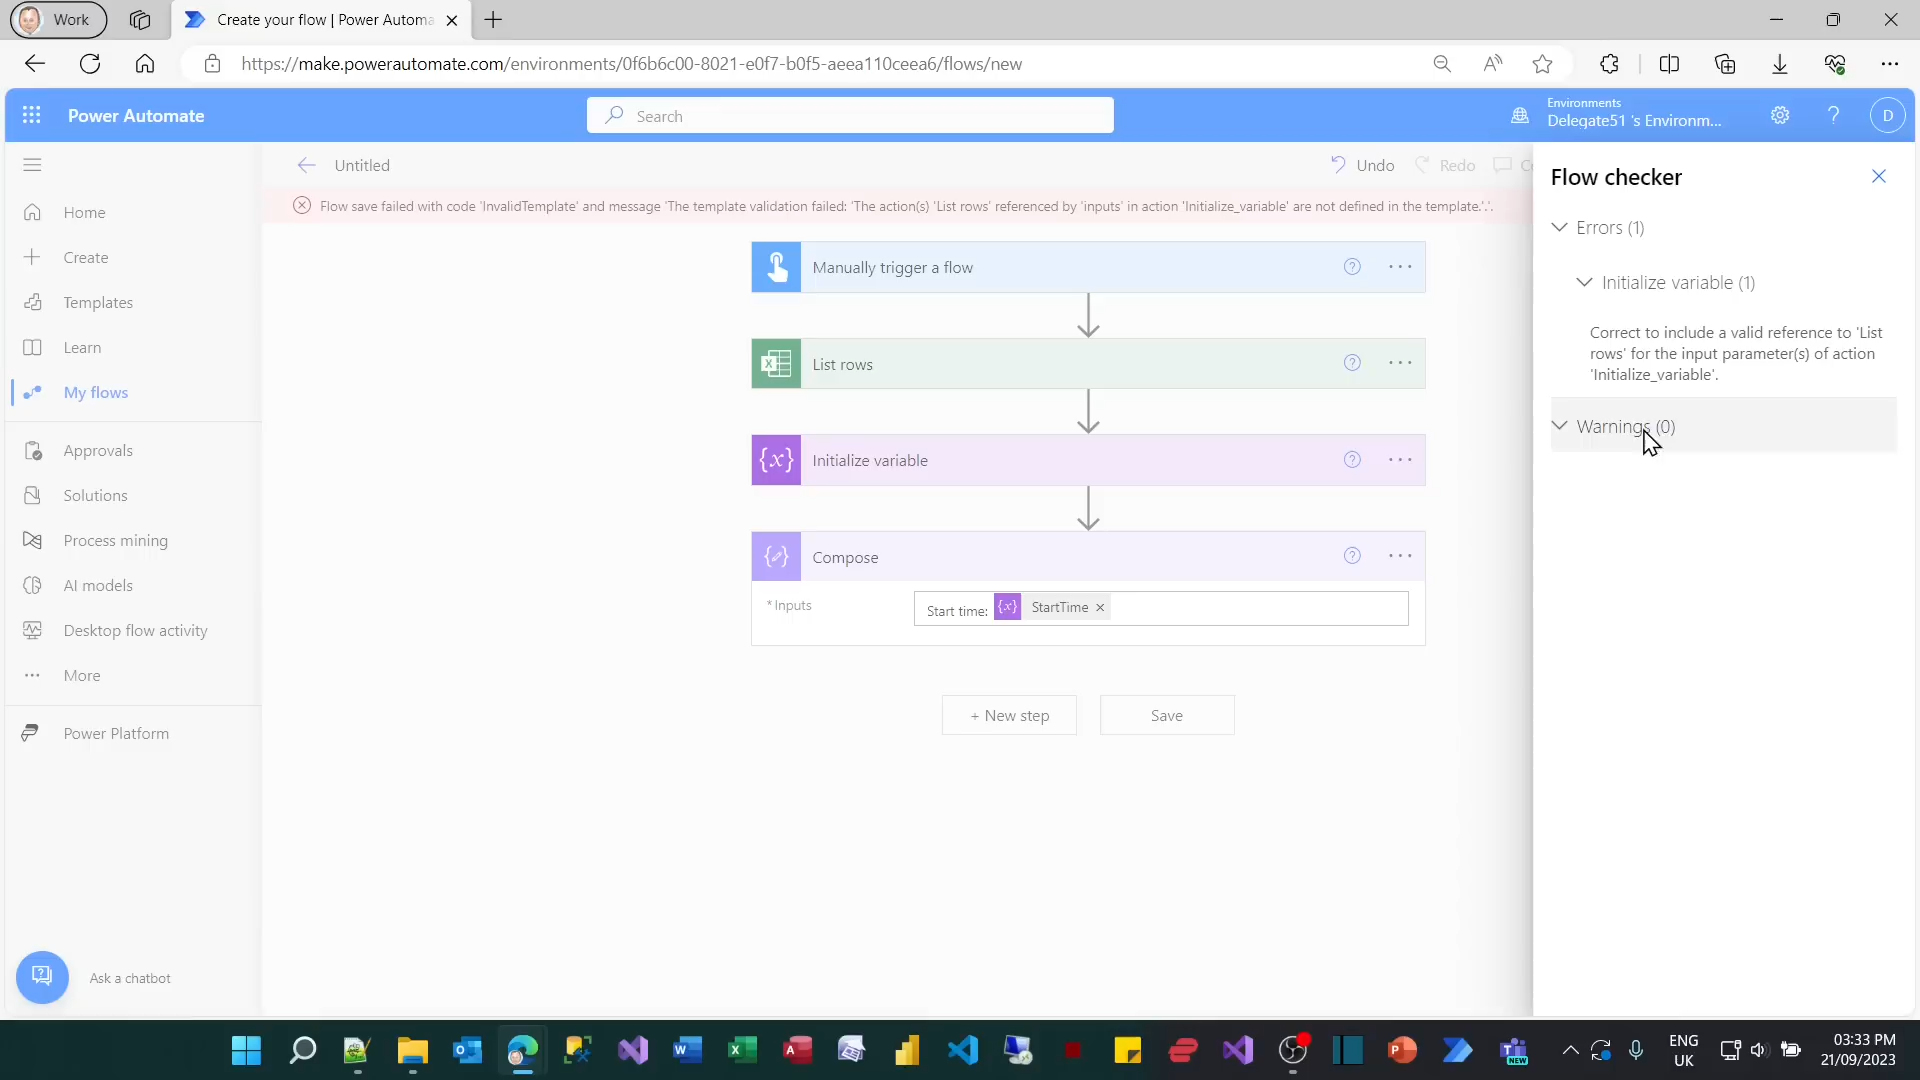 Work
Create your flow | Power Automa
https://make.powerautomate.com/environments/0f6b6c00-8021-e0f7-b0f5-aeea110ceea6/flows/new
Power Automate
Search
Environments
Delegate51 's Environm...
D
Untitled
Undo
Redo
Flow save failed with code 'InvalidTemplate' and message 'The template validation failed: 'The action(s) 'List rows' referenced by 'inputs' in action 'Initialize_variable' are not defined in the template.'.'.
Home
Create
Templates
Learn
My flows
Approvals
Solutions
Process mining
AI models
Desktop flow activity
More
Power Platform
Ask a chatbot
Manually trigger a flow
List rows
{x} Initialize variable
Compose
* Inputs
Start time: {x} StartTime
+ New step
Save
Flow checker
Errors (1)
Initialize variable (1)
Correct to include a valid reference to 'List
rows' for the input parameter(s) of action
'Initialize_variable'.
Warnings (0)
NEW
ENG
UK
03:33 PM
21/09/2023